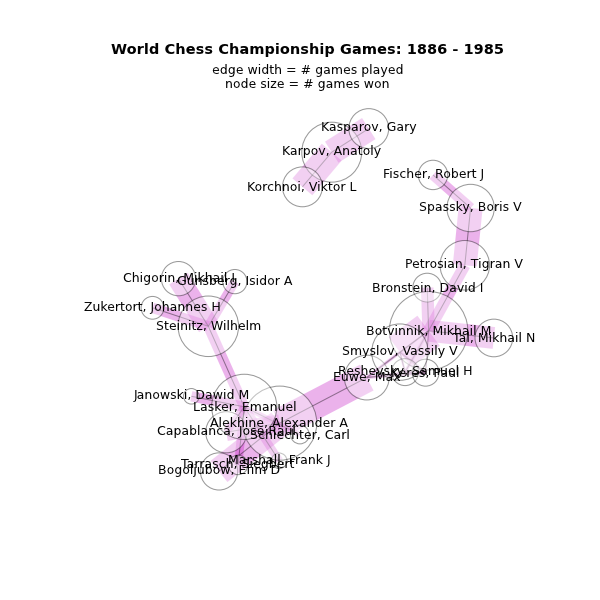 World Chess Championship Games: 1886 - 1985
edge width = # games played
node size = # games won
Kasparov, Gary
Karpov, Anatoly
Fischer, Robert J
Korchnoi, Viktor L
Spassky, Boris V
Petrosian, Tigran V
Chigorin, Mikhail I
Gunsberg, Isidor A
Bronstein, David I
Zukertort, Johannes H
Steinitz, Wilhelm
Botvinnik, Mikhail M
Tal, Mikhail N
Smyslov, Vassily V
Reshevsky, Samuel H
Keres, Paul
Euwe, Max
Janowski, Dawid M
Lasker, Emanuel
Alekhine, Alexander A
Capablanca, Jose Raul
Schlechter, Carl
Marshall, Frank J
Tarrasch, Siegbert
Bogoljubow, Efim D